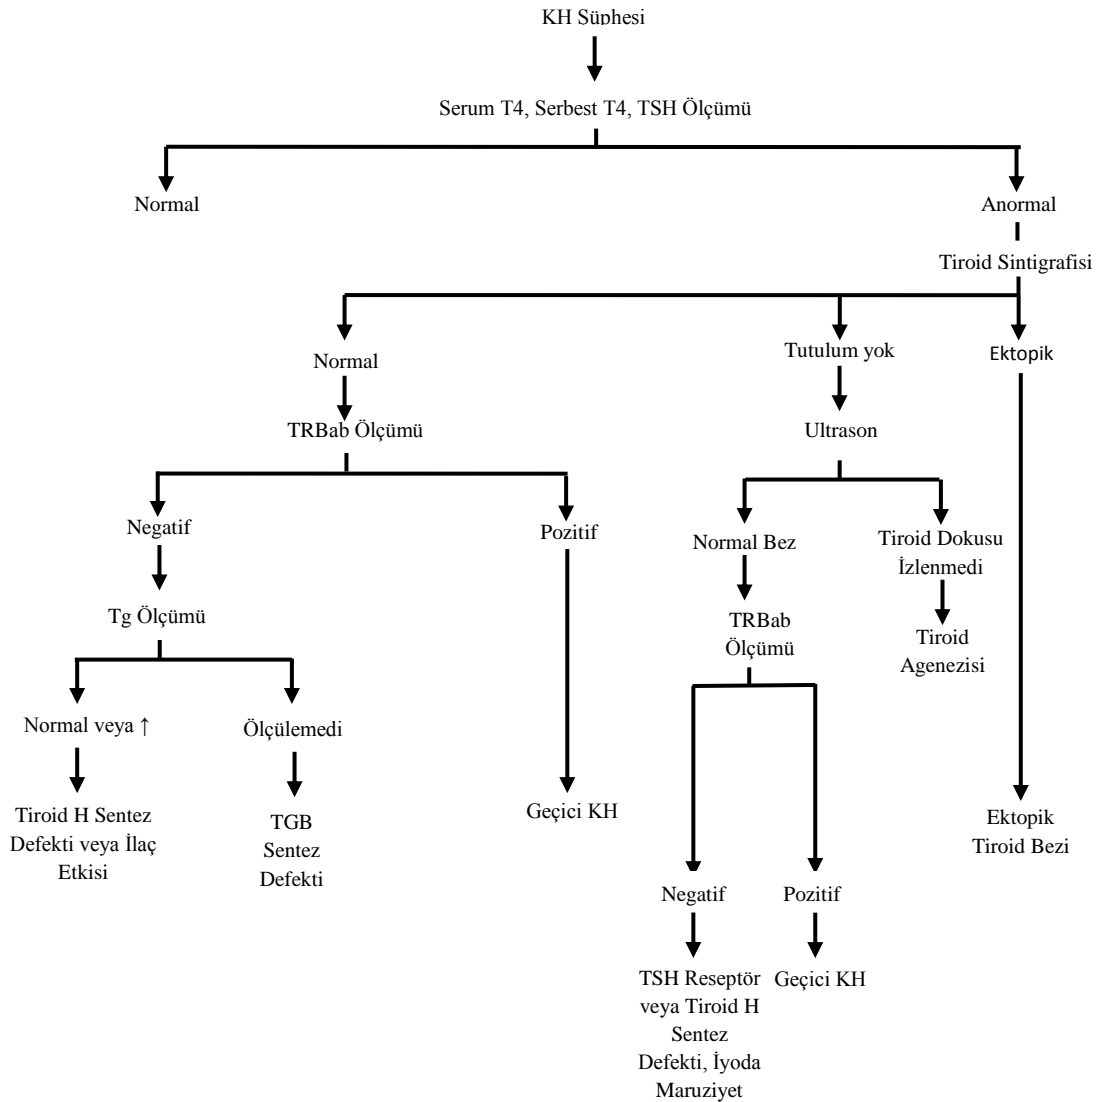 KH Şüphesi
Serum T4, Serbest T4, TSH Ölçümü
Normal
Anormal
Tiroid Sintigrafisi
Normal
Tutulum yok
Ektopik
TRBab Ölçümü
Ultrason
Negatif
Pozitif
Normal Bez
Tiroid Dokusu
İzlenmedi
Tg Ölçümü
TRBab
Ölçümü
Tiroid
Agenezisi
Normal veya ↑
Ölçülemedi
Tiroid H Sentez
Defekti veya İlaç
Etkisi
TGB
Sentez
Defekti
Geçici KH
Ektopik
Tiroid Bezi
Negatif
Pozitif
TSH Reseptör
veya Tiroid H
Sentez
Defekti, İyoda
Maruziyet
Geçici KH